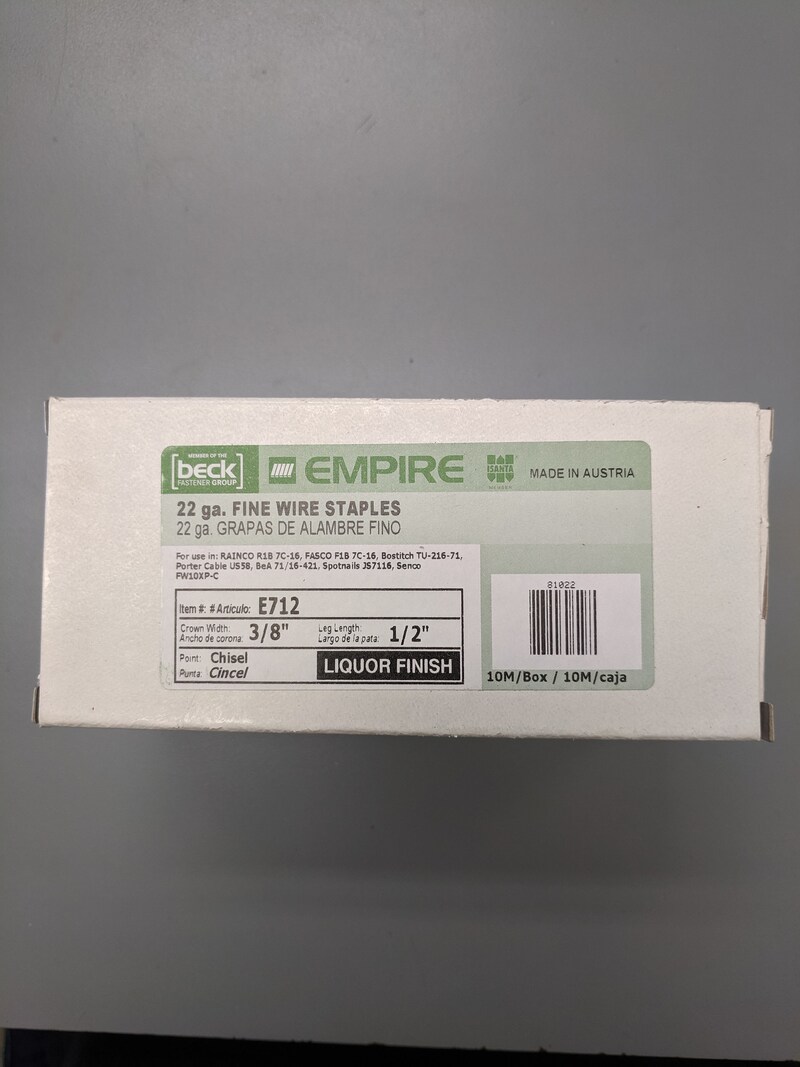 MEMBER OF THE
beck
FASTENER GROUP
EMPIRE
ISANTA
MEMBER
MADE IN AUSTRIA
22 ga. FINE WIRE STAPLES
22 ga. GRAPAS DE ALAMBRE FINO
For use in: RAINCO R1B 7C-16, FASCO F1B 7C-16, Bostitch TU-216-71,
Porter Cable US58, BeA 71/16-421, Spotnails JS7116, Senco
FW10XP-C
Item #: #Articulo: E712
Crown Width: 3/8"
Ancho de corona:
Leg Length: 1/2"
Largo de la pata:
Point: Chisel
Punta: Cincel
LIQUOR FINISH
81022
10M/Box / 10M/caja